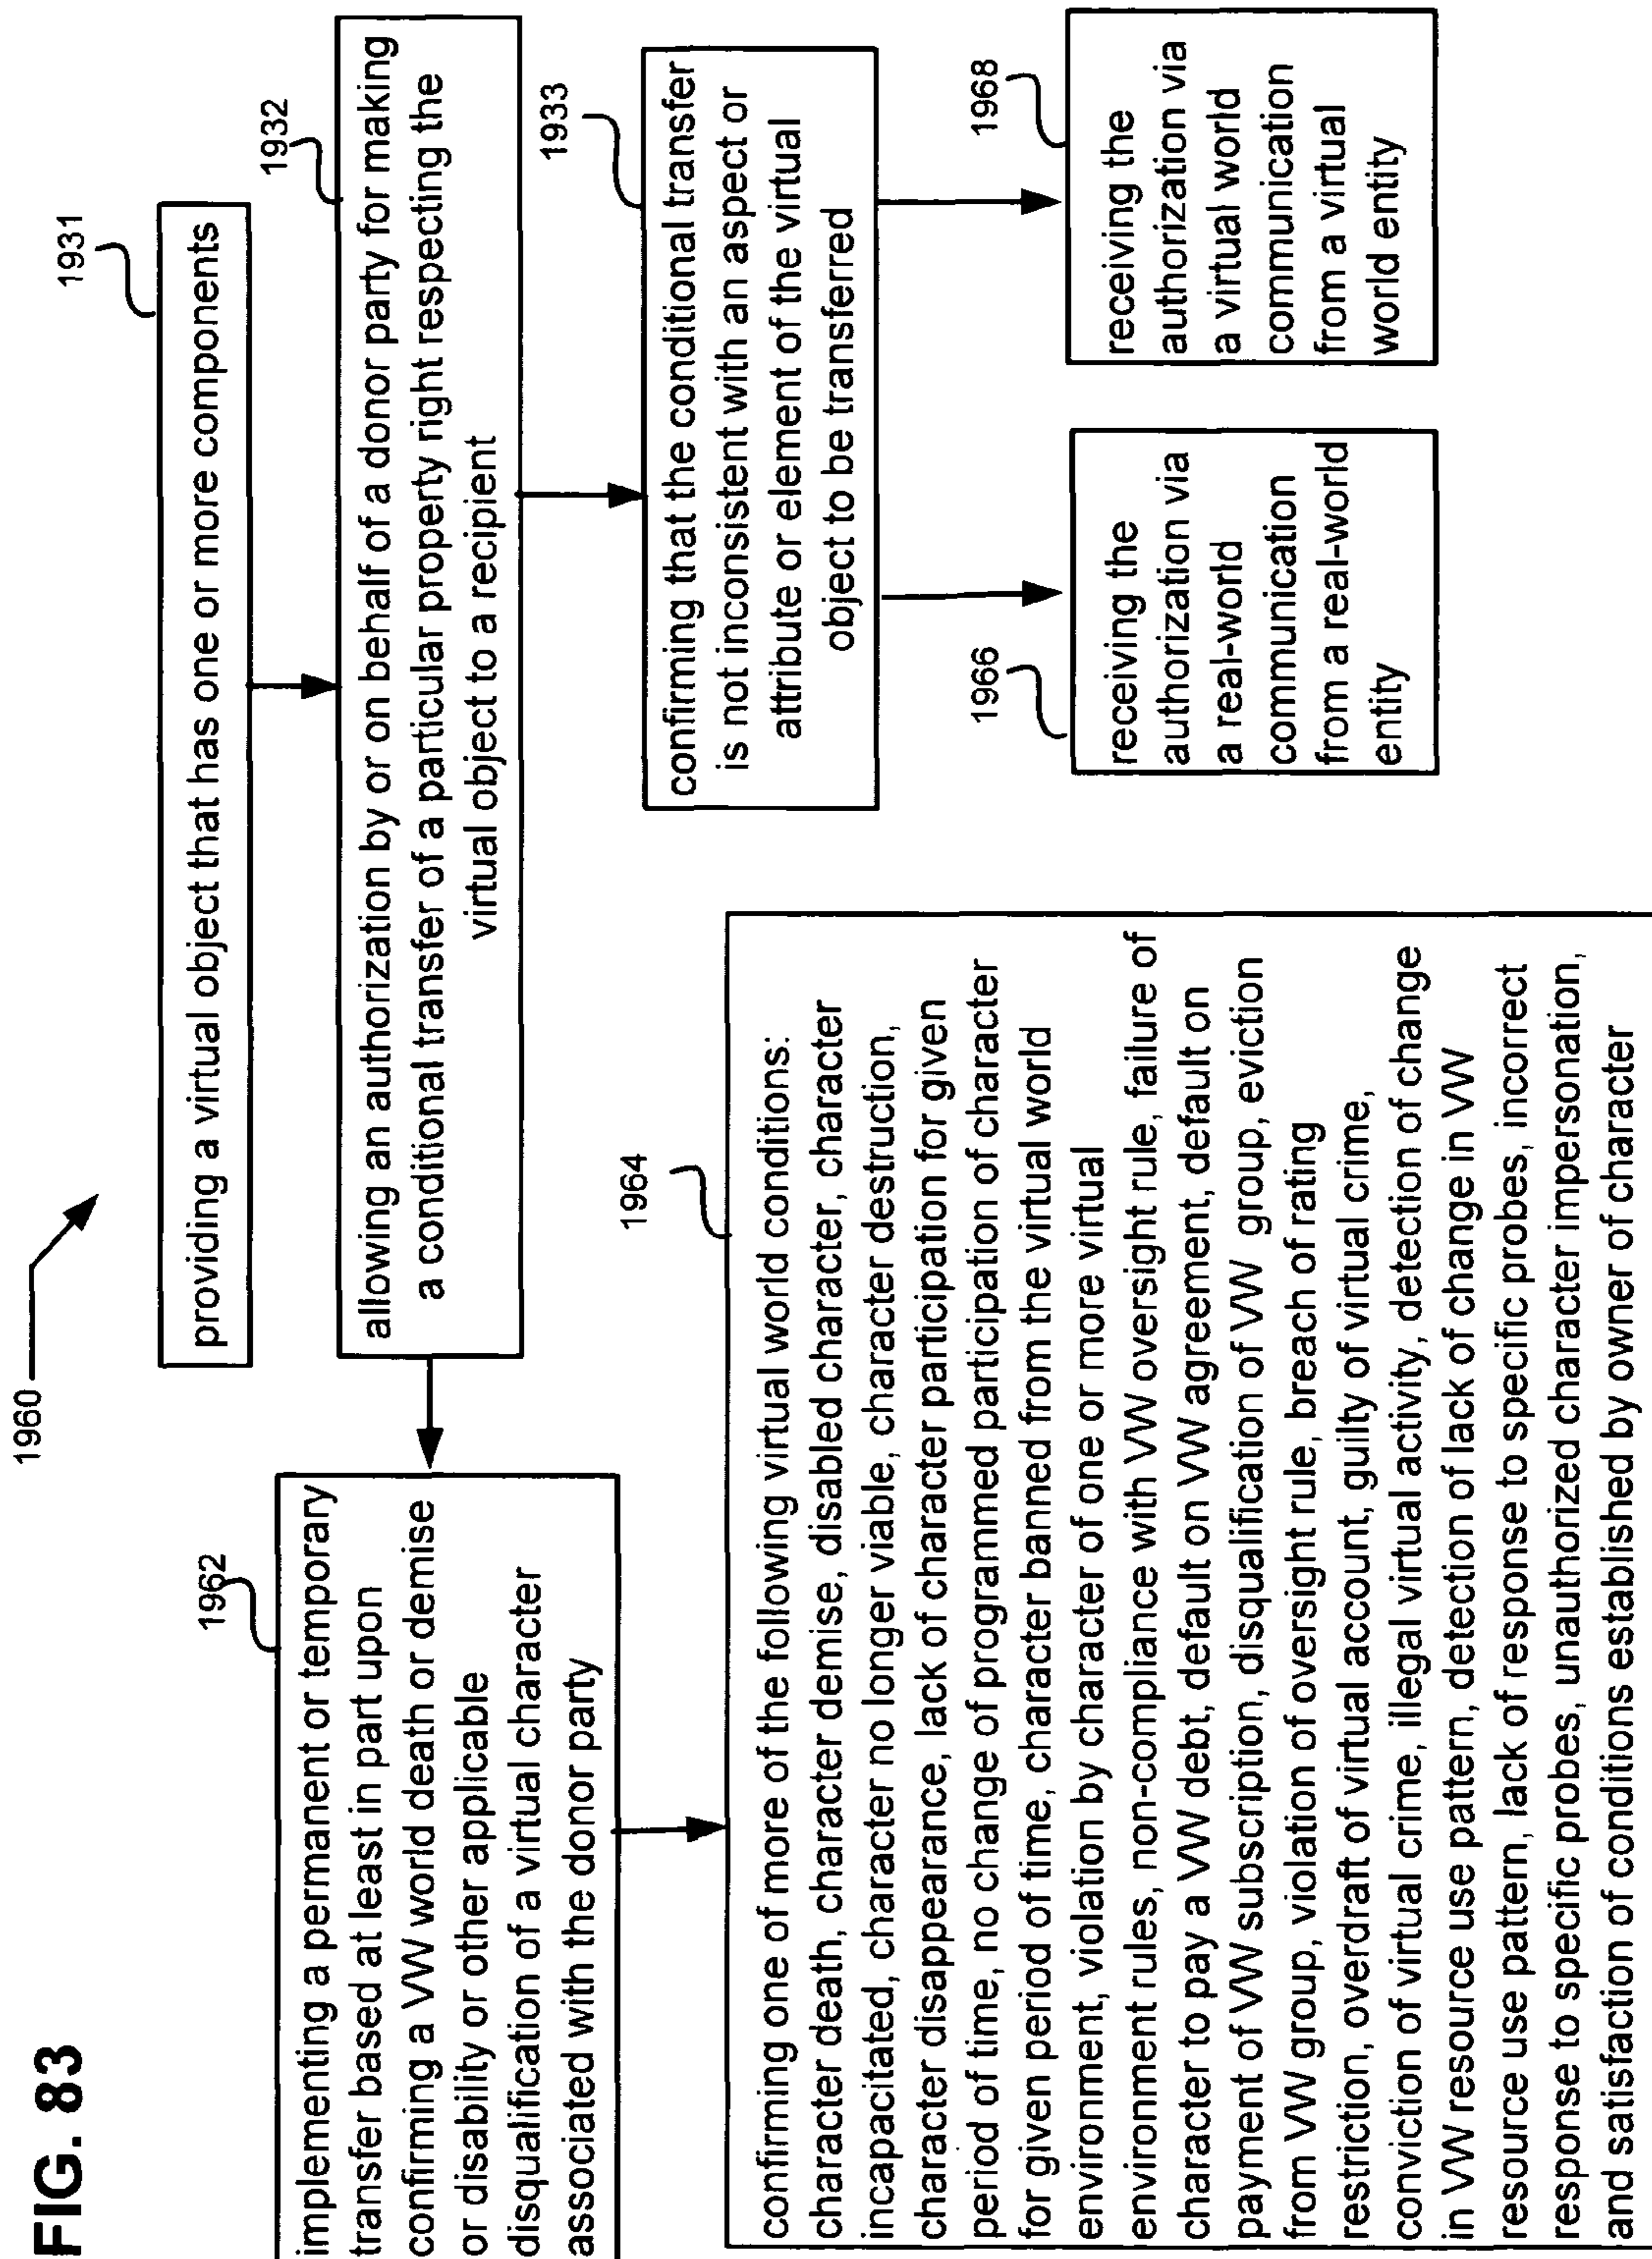 FIG. 83
1960
1931
providing a virtual object that has one or more components
1932
allowing an authorization by or on behalf of a donor party for making
a conditional transfer of a particular property right respecting the
virtual object to a recipient
1962
implementing a permanent or temporary
transfer based at least in part upon
confirming a VW world death or demise
or disability or other applicable
disqualification of a virtual character
associated with the donor party
1933
confirming that the conditional transfer
is not inconsistent with an aspect or
attribute or element of the virtual
object to be transferred
1964
confirming one of more of the following virtual world conditions:
character death, character demise, disabled character, character
incapacitated, character no longer viable, character destruction,
character disappearance, lack of character participation for given
period of time, no change of programmed participation of character
for given period of time, character banned from the virtual world
environment, violation by character of one or more virtual
environment rules, non-compliance with VW oversight rule, failure of
character to pay a VW debt, default on VW agreement, default on
payment of VW subscription, disqualification of VW group, eviction
from VW group, violation of oversight rule, breach of rating
restriction, overdraft of virtual account, guilty of virtual crime,
conviction of virtual crime, illegal virtual activity, detection of change
in VW resource use pattern, detection of lack of change in VW
resource use pattern, lack of response to specific probes, incorrect
response to specific probes, unauthorized character impersonation,
and satisfaction of conditions established by owner of character
1966
receiving the
authorization via
a real-world
communication
from a real-world
entity
1968
receiving the
authorization via
a virtual world
communication
from a virtual
world entity